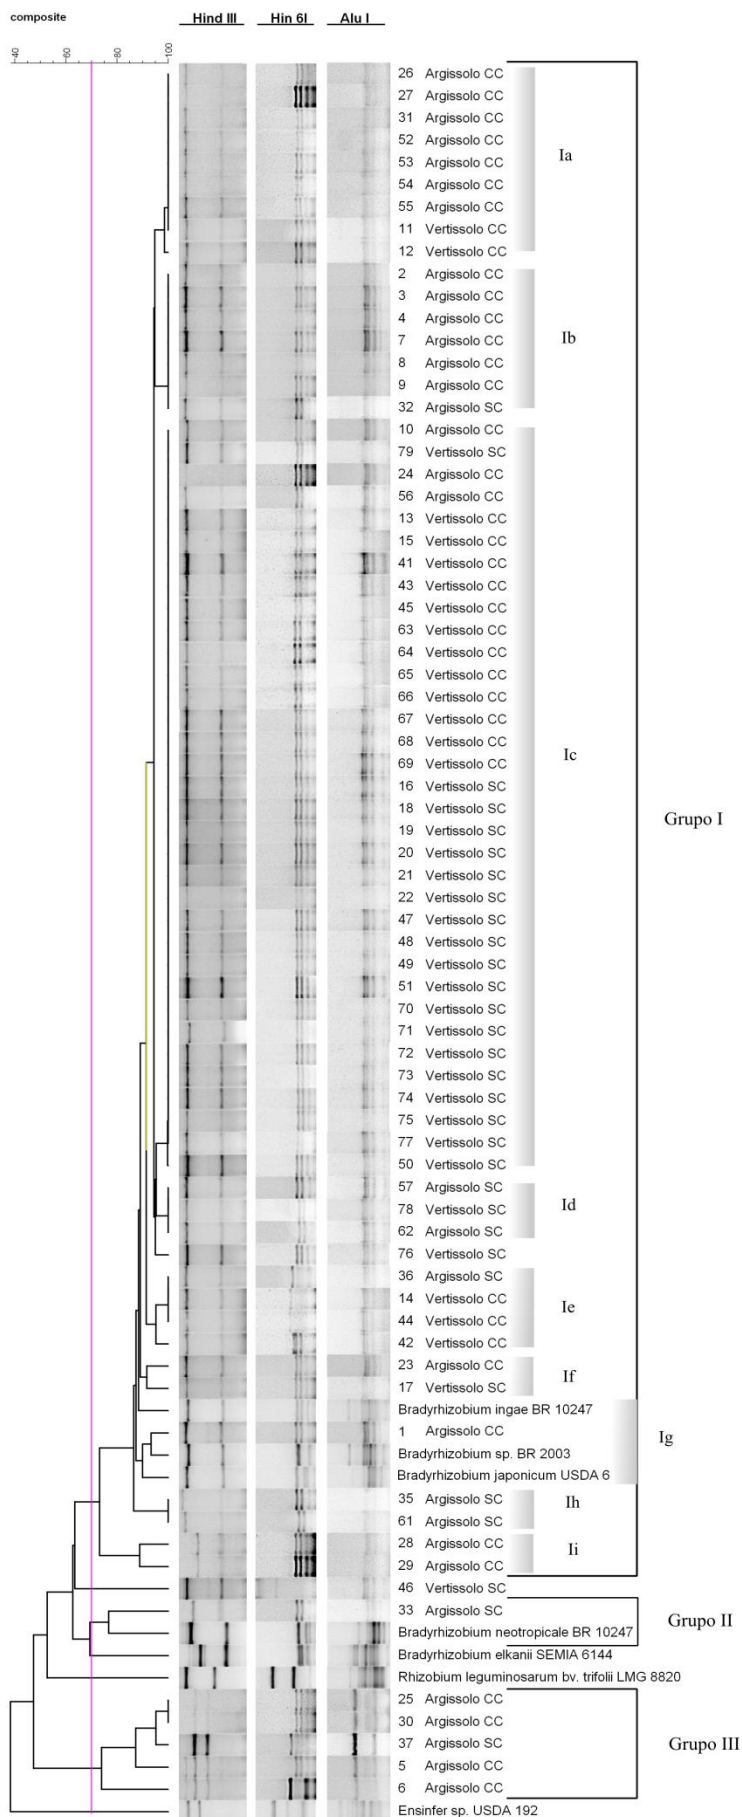 composite Hind III Hin 6I Alu I
40 60 80 100
26 Argissolo CC
27 Argissolo CC
31 Argissolo CC
52 Argissolo CC
53 Argissolo CC
Ia
54 Argissolo CC
55 Argissolo CC
11 Vertissolo CC
12 Vertissolo CC
2 Argissolo CC
3 Argissolo CC
4 Argissolo CC
7 Argissolo CC
Ib
8 Argissolo CC
9 Argissolo CC
32 Argissolo SC
10 Argissolo CC
79 Vertissolo SC
24 Argissolo CC
56 Argissolo CC
13 Vertissolo CC
15 Vertissolo CC
41 Vertissolo CC
43 Vertissolo CC
45 Vertissolo CC
63 Vertissolo CC
64 Vertissolo CC
65 Vertissolo CC
66 Vertissolo CC
67 Vertissolo CC
68 Vertissolo CC
Ic
69 Vertissolo CC
16 Vertissolo SC
18 Vertissolo SC
Grupo I
19 Vertissolo SC
20 Vertissolo SC
21 Vertissolo SC
22 Vertissolo SC
47 Vertissolo SC
48 Vertissolo SC
49 Vertissolo SC
51 Vertissolo SC
70 Vertissolo SC
71 Vertissolo SC
72 Vertissolo SC
73 Vertissolo SC
74 Vertissolo SC
75 Vertissolo SC
77 Vertissolo SC
50 Vertissolo SC
57 Argissolo SC
78 Vertissolo SC
Id
62 Argissolo SC
76 Vertissolo SC
36 Argissolo SC
14 Vertissolo CC
Ie
44 Vertissolo CC
42 Vertissolo CC
23 Argissolo CC
If
17 Vertissolo SC
Bradyrhizobium ingae BR 10247
1 Argissolo CC
Ig
Bradyrhizobium sp. BR 2003
Bradyrhizobium japonicum USDA 6
35 Argissolo SC
Ih
61 Argissolo SC
28 Argissolo CC
Ii
29 Argissolo CC
46 Vertissolo SC
33 Argissolo SC
Grupo II
Bradyrhizobium neotropicale BR 10247
Bradyrhizobium elkanii SEMIA 6144
Rhizobium leguminosarum bv. trifolii LMG 8820
25 Argissolo CC
30 Argissolo CC
37 Argissolo SC
Grupo III
5 Argissolo CC
6 Argissolo CC
Ensinfer sp. USDA 192